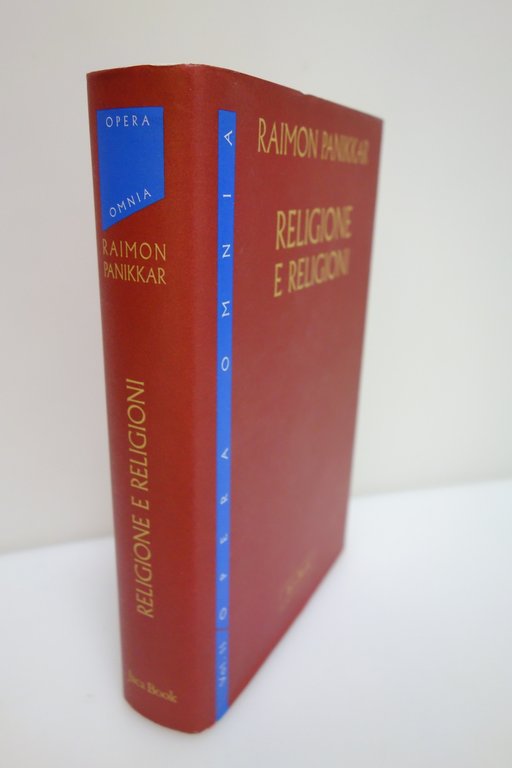 OPERA
OMNIA
RAIMON
PANIKKAR
RELIGIONE E RELIGIONI
Jaca Book
OPERA OMNIA
RAIMON PANIKKAR
RELIGIONE
E RELIGIONI